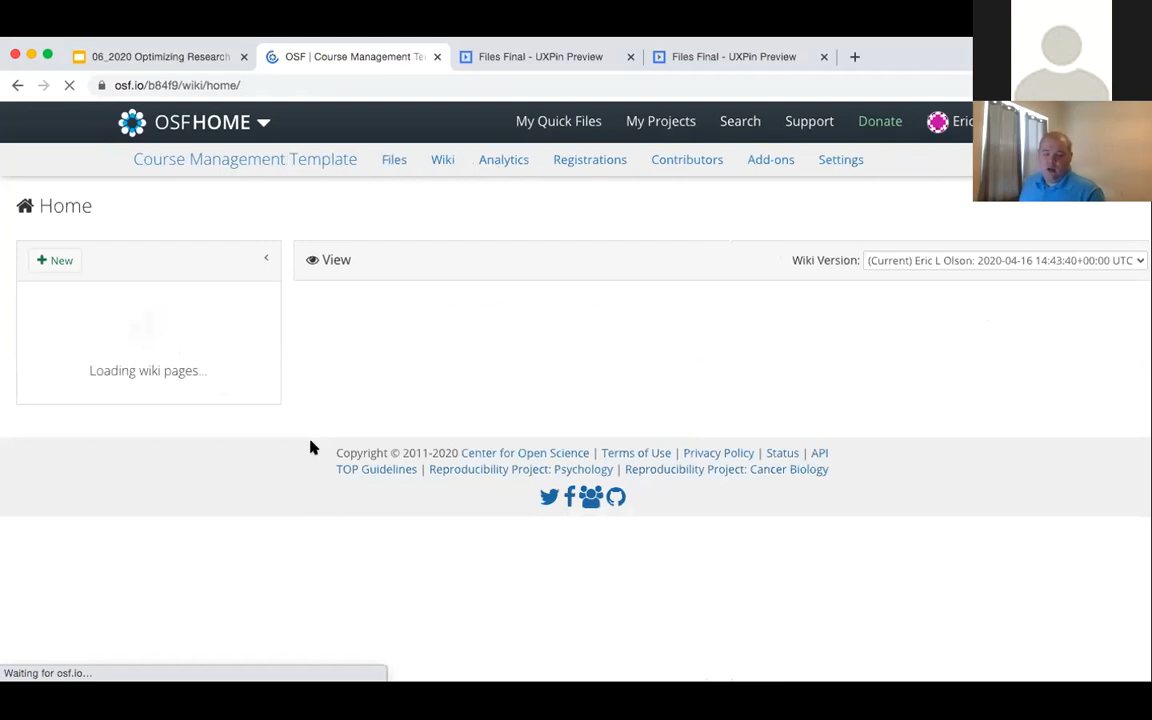 06_2020 Optimizing Research
OSF | Course Management Te
Files Final - UXPin Preview
Files Final - UXPin Preview
osf.io/b84f9/wiki/home/
OSFHOME
My Quick Files
My Projects
Search
Support
Donate
Eric
Course Management Template
Files
Wiki
Analytics
Registrations
Contributors
Add-ons
Settings
Home
New
View
Wiki Version:
(Current) Eric L Olson: 2020-04-16 14:43:40+00:00 UTC
Loading wiki pages...
Copyright © 2011-2020 Center for Open Science | Terms of Use | Privacy Policy | Status | API
TOP Guidelines | Reproducibility Project: Psychology | Reproducibility Project: Cancer Biology
Waiting for osf.io...